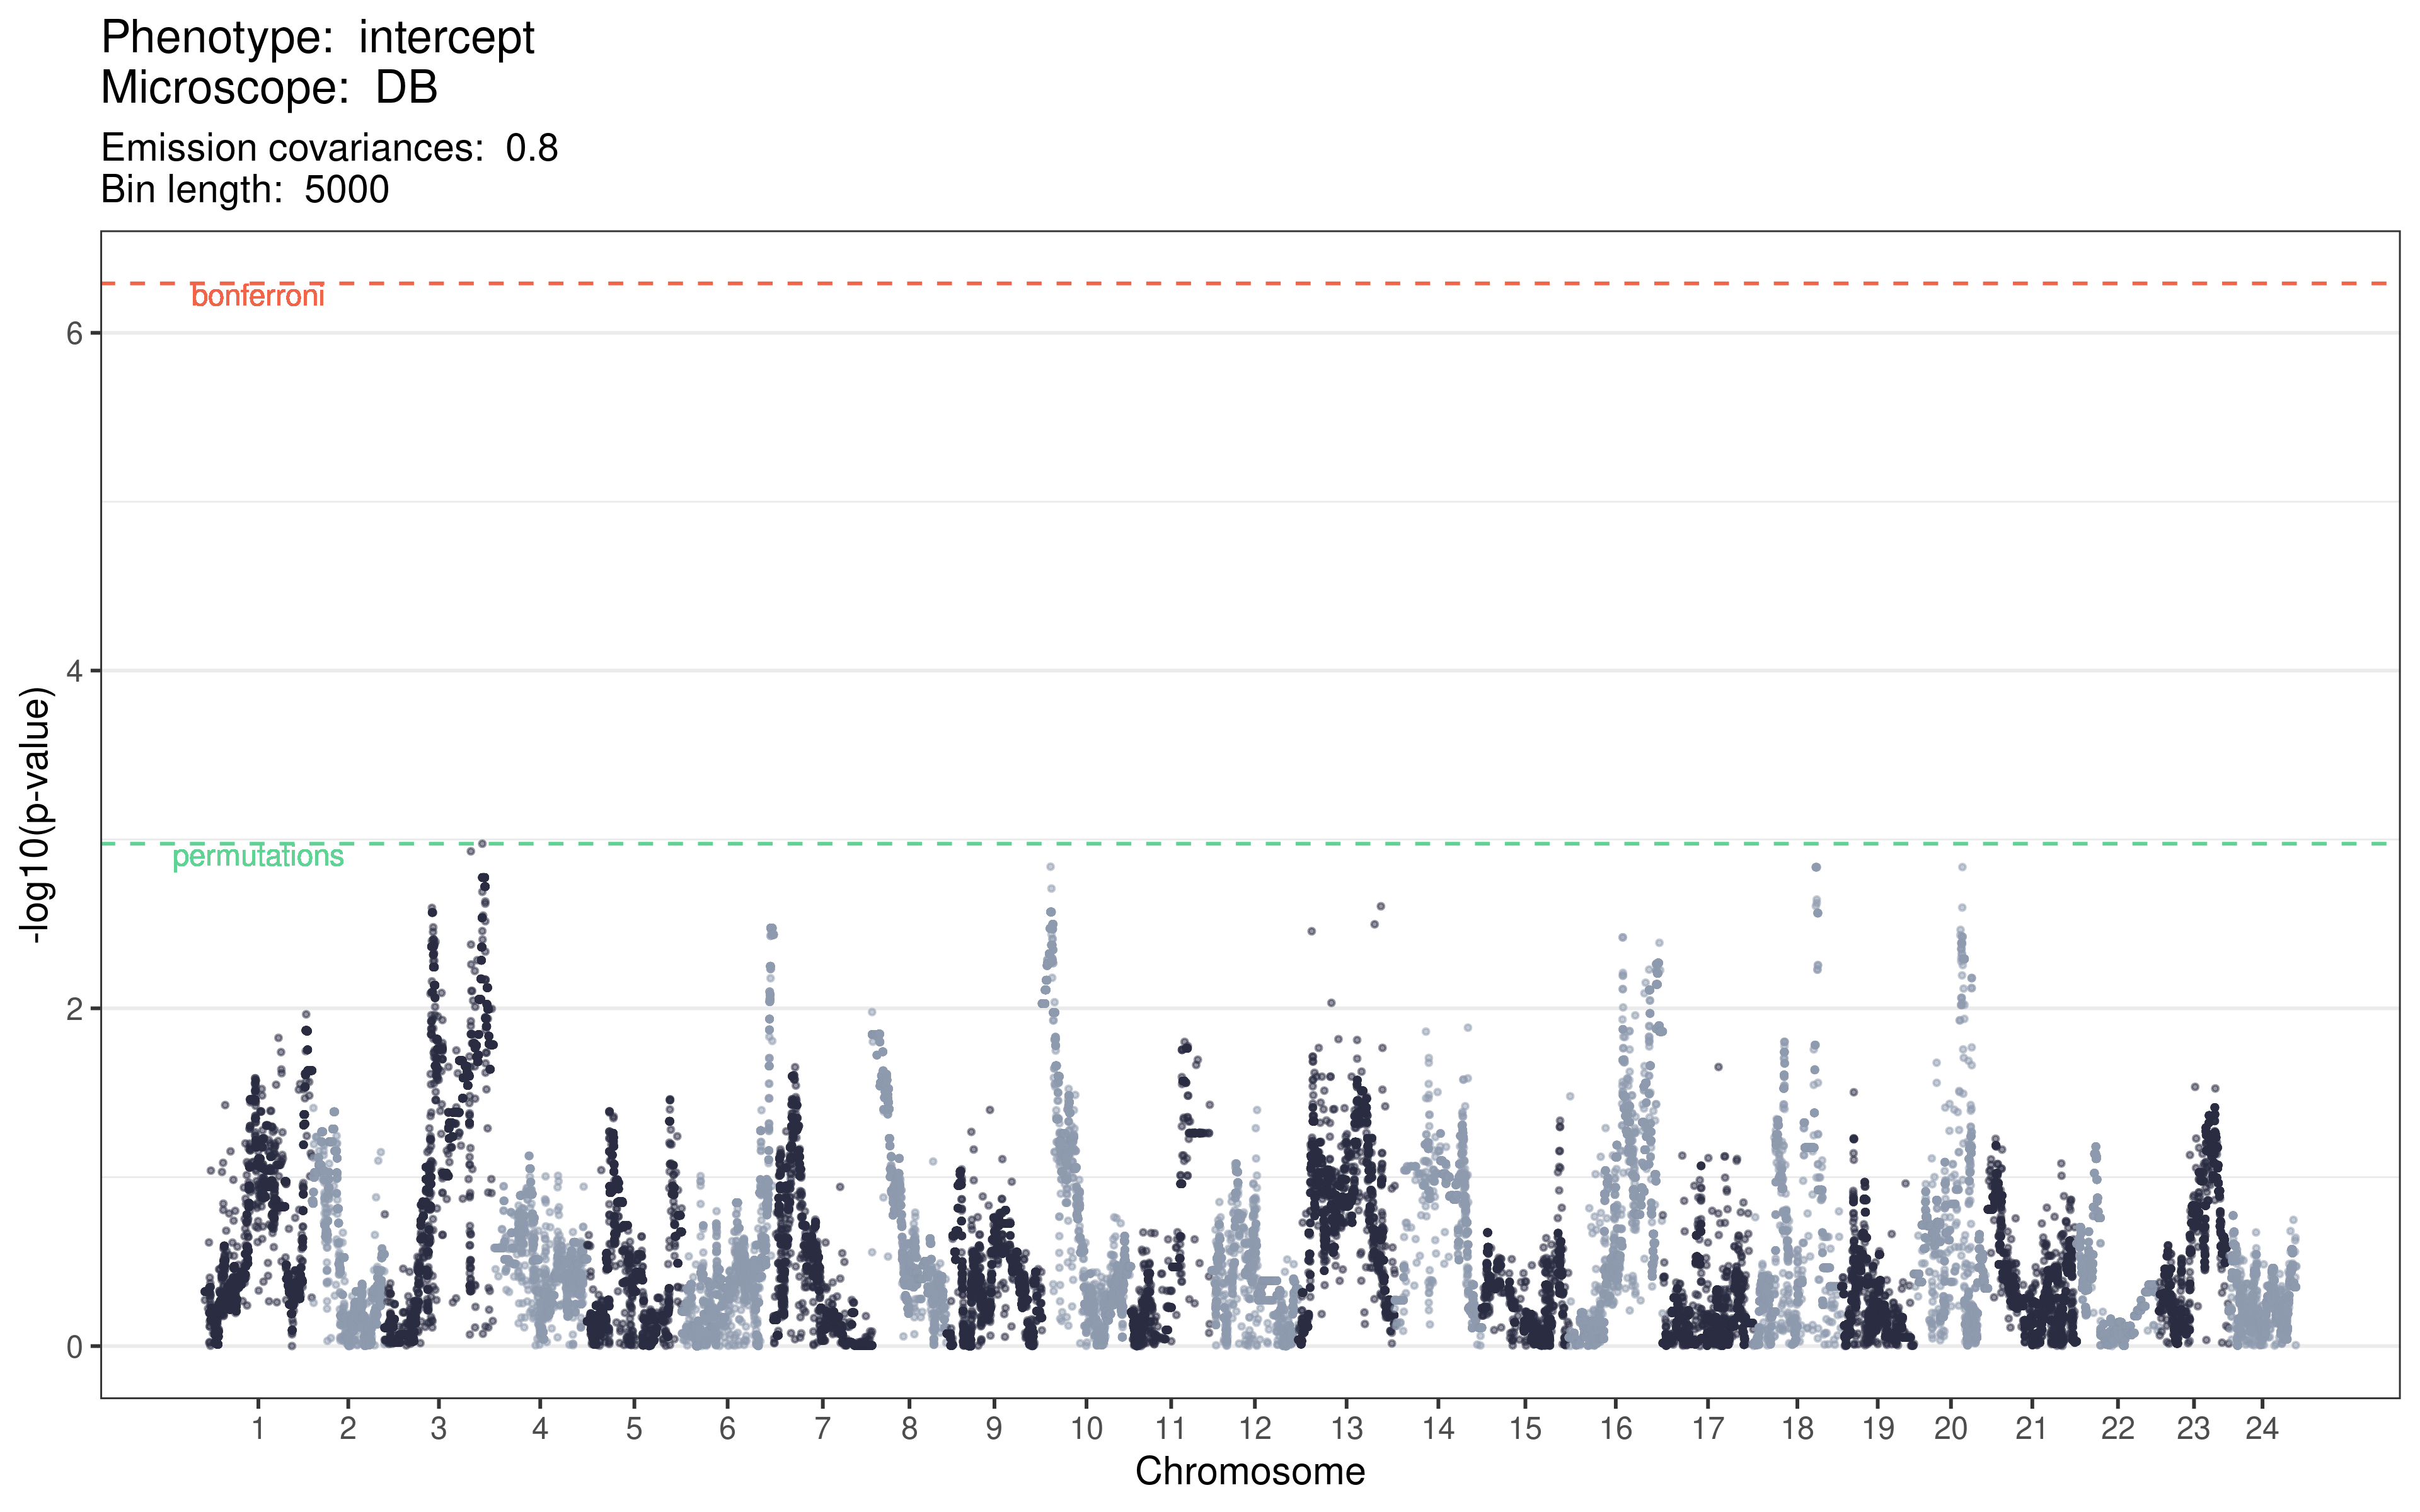 Phenotype: intercept
Microscope: DB
Emission covariances: 0.8
Bin length: 5000
bonferroni
6
4
permutations
2
0
-log10(p-value)
1 2 3 4 5 6 7 8 9 10 11 12 13 14 15 16 17 18 19 20 21 22 23 24
Chromosome